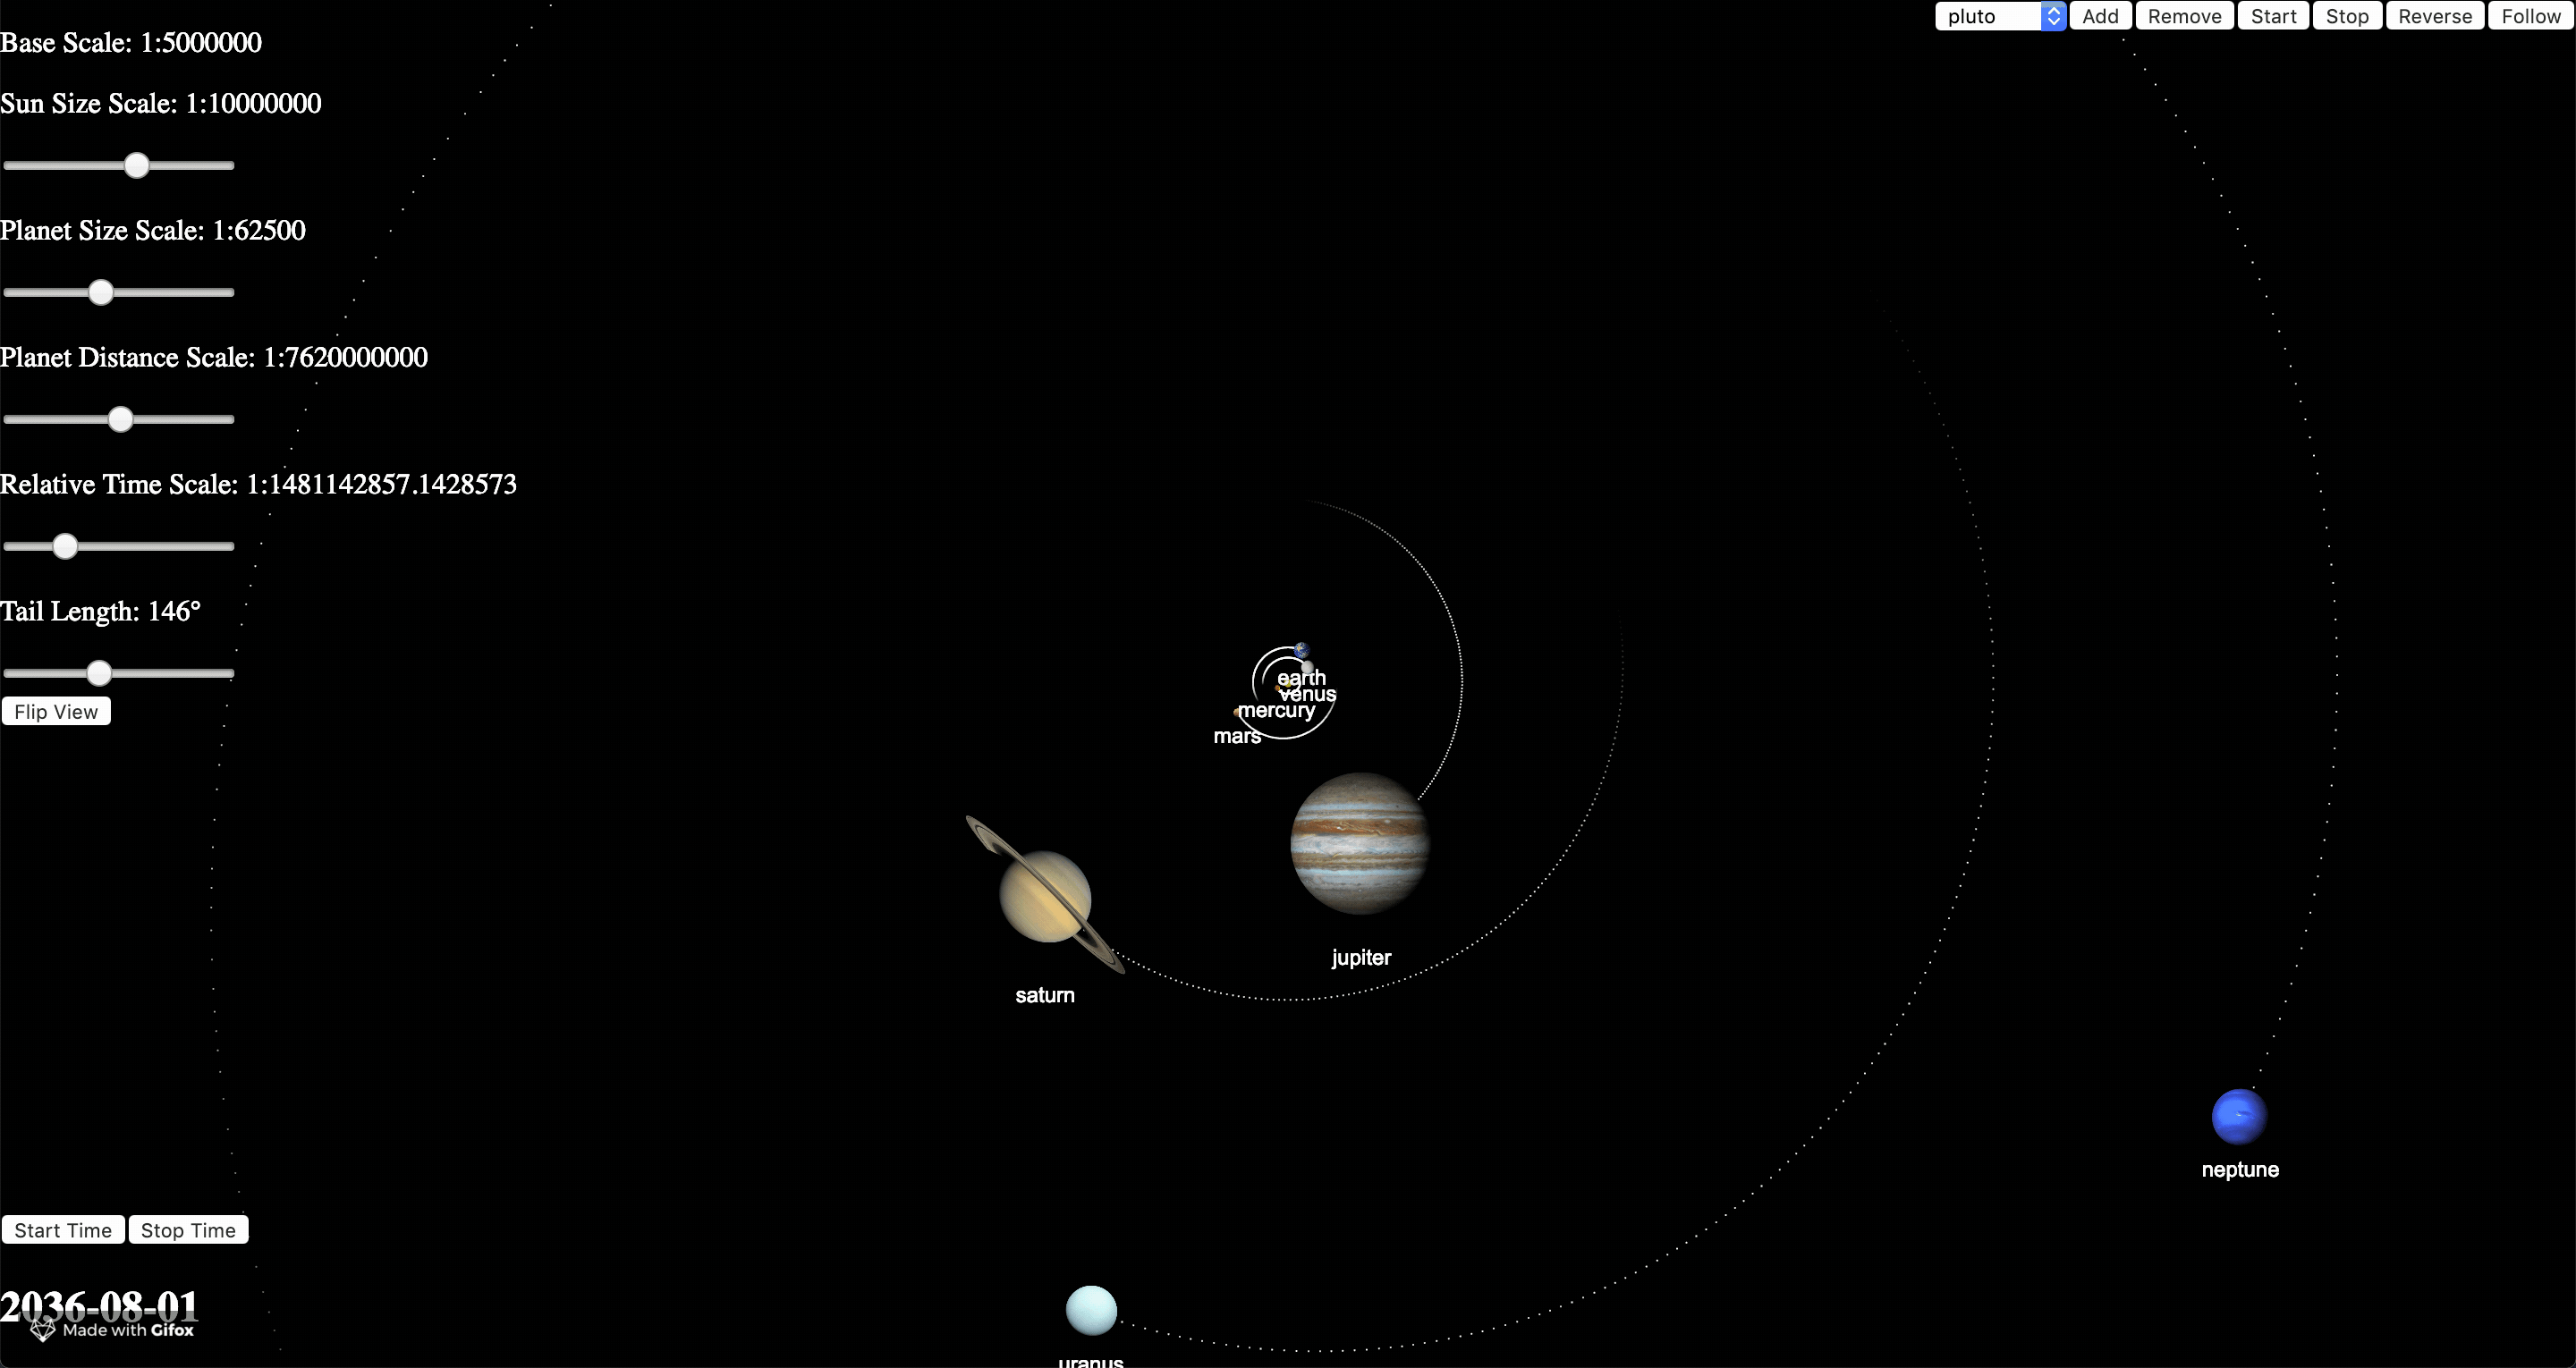 Base Scale: 1:5000000
pluto Add Remove Start Stop Reverse Follow
Sun Size Scale: 1:10000000
Planet Size Scale: 1:62500
Planet Distance Scale: 1:7620000000
Relative Time Scale: 1:1481142857.1428573
Tail Length: 146°
Flip View
earth
venus
mercury
mars
jupiter
saturn
neptune
Start Time Stop Time
2036-08-01
Made with Gifox
uranus